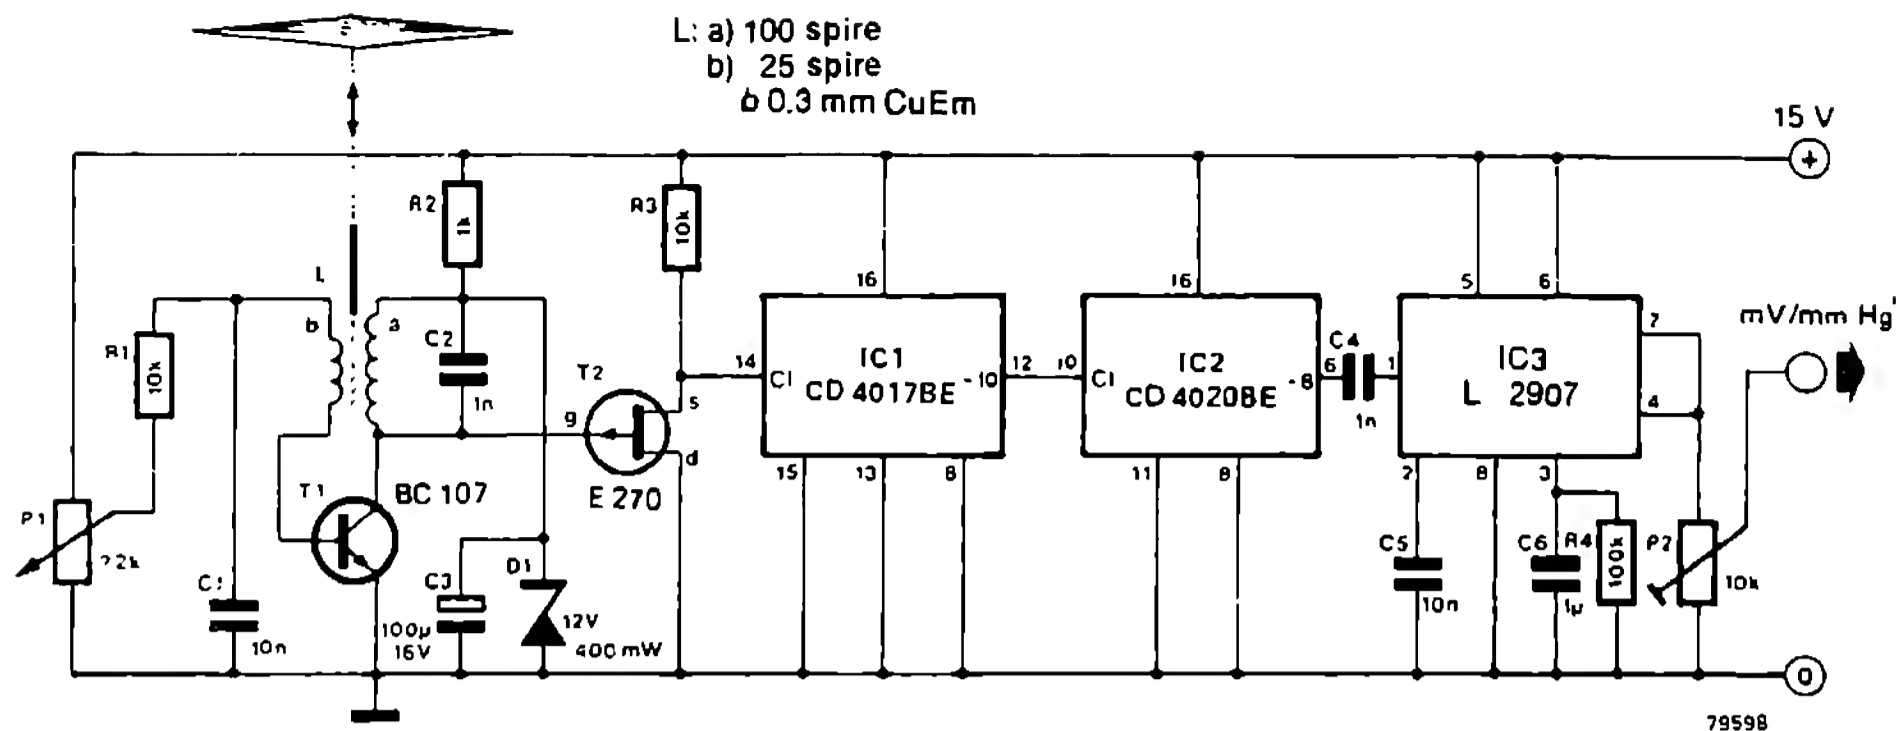 L: a) 100 spire
b) 25 spire
ϕ 0.3 mm CuEm
15 V
+
R2
1k
R3
10k
L
b
a
16
16
5
6
mV/mm Hg
R1
10k
C2
1n
T2
g
s
d
E 270
14
CI
IC1
CD 4017BE
-10
12
10
CI
IC2
CD 4020BE
-8
6
C4
1n
1
IC3
L 2907
7
4
T1
BC 107
15
13
8
11
8
2
8
3
P1
22k
C1
10n
C3
100µ
16V
D1
12V
400 mW
C5
10n
C6
1µ
R4
100k
P2
10k
0
79598